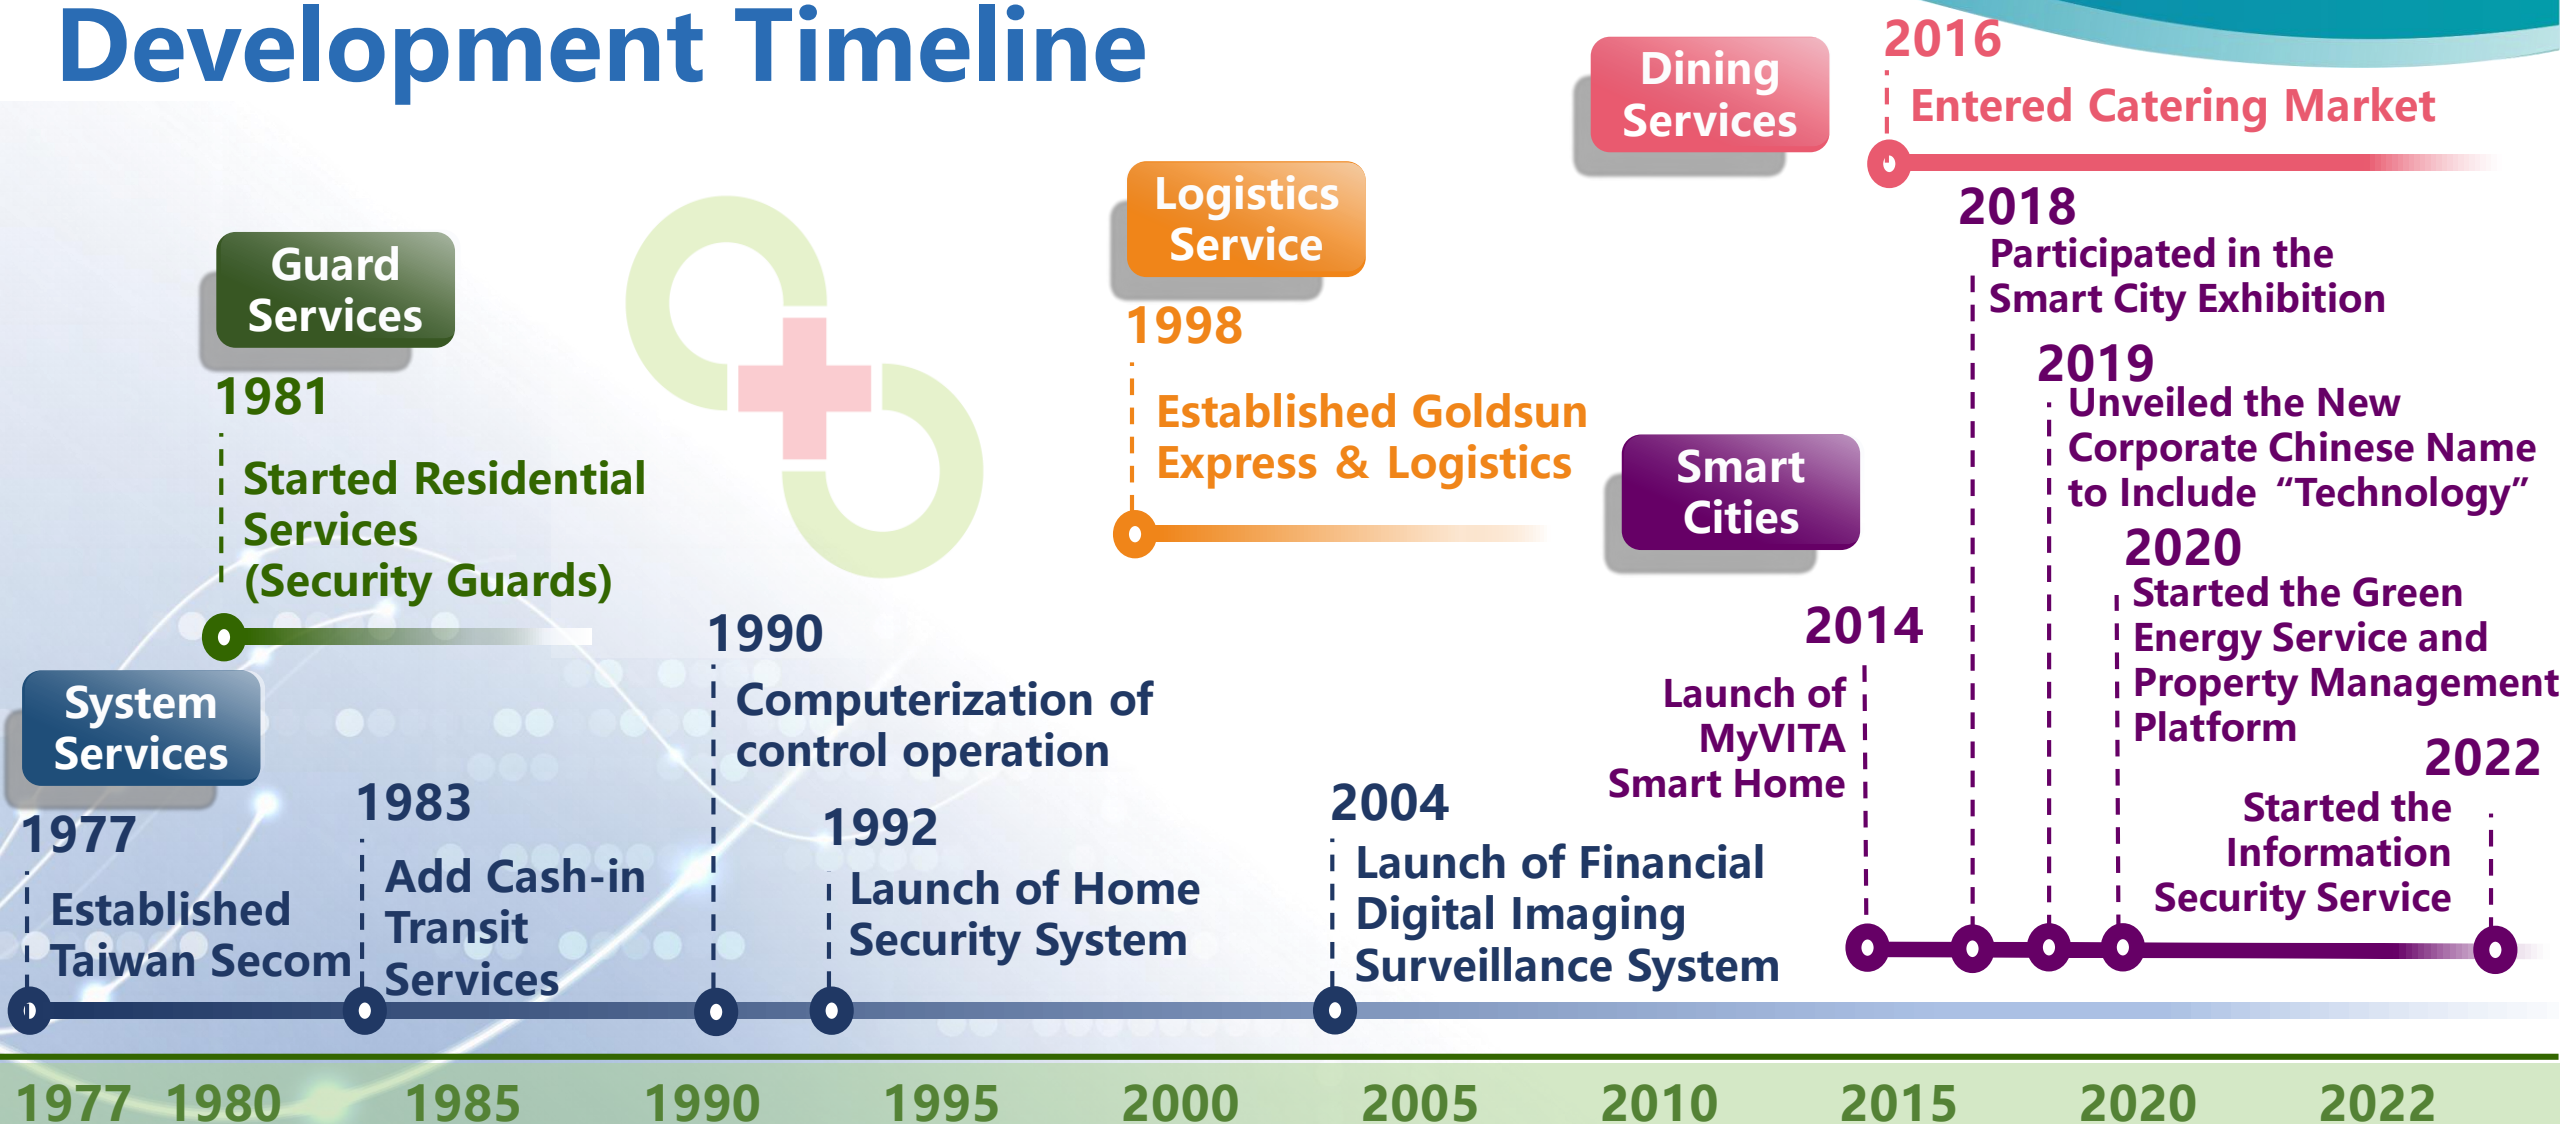 Development Timeline
Dining
Services
2016
Entered Catering Market
Logistics
Service
1998
Established Goldsun
Express & Logistics
Guard
Services
1981
Started Residential
Services
(Security Guards)
Smart
Cities
2014
Launch of
MyVITA
Smart Home
2018
Participated in the
Smart City Exhibition
2019
Unveiled the New
Corporate Chinese Name
to Include “Technology”
2020
Started the Green
Energy Service and
Property Management
Platform
2022
Started the
Information
Security Service
System
Services
1977
Established
Taiwan Secom
1983
Add Cash-in
Transit
Services
1990
Computerization of
control operation
1992
Launch of Home
Security System
2004
Launch of Financial
Digital Imaging
Surveillance System
1977 1980 1985 1990 1995 2000 2005 2010 2015 2020 2022